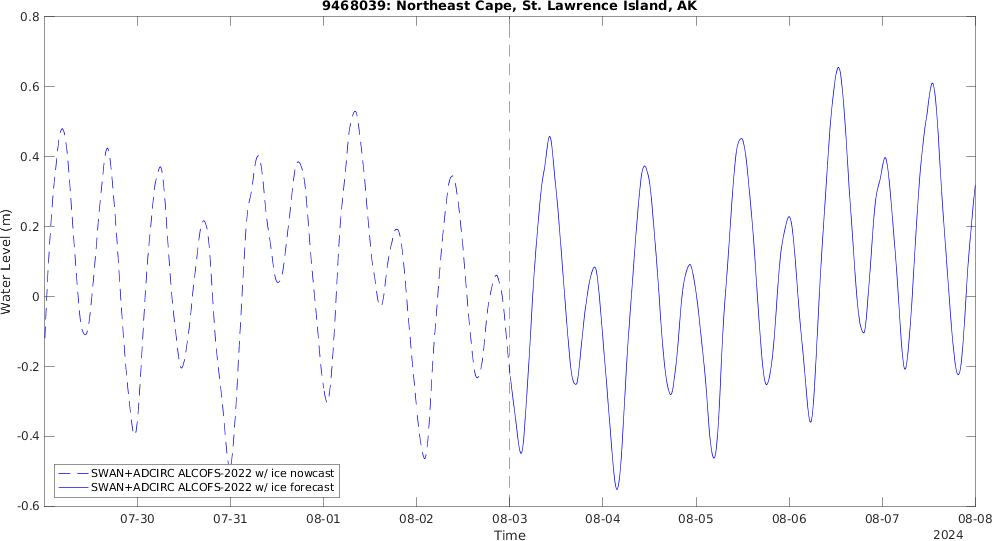 9468039: Northeast Cape, St. Lawrence Island, AK
0.8
0.6
0.4
0.2
0
-0.2
-0.4
-0.6
Water Level (m)
SWAN+ADCIRC ALCOFS-2022 w/ ice nowcast
SWAN+ADCIRC ALCOFS-2022 w/ ice forecast
07-30 07-31 08-01 08-02 08-03 08-04 08-05 08-06 08-07 08-08
Time
2024